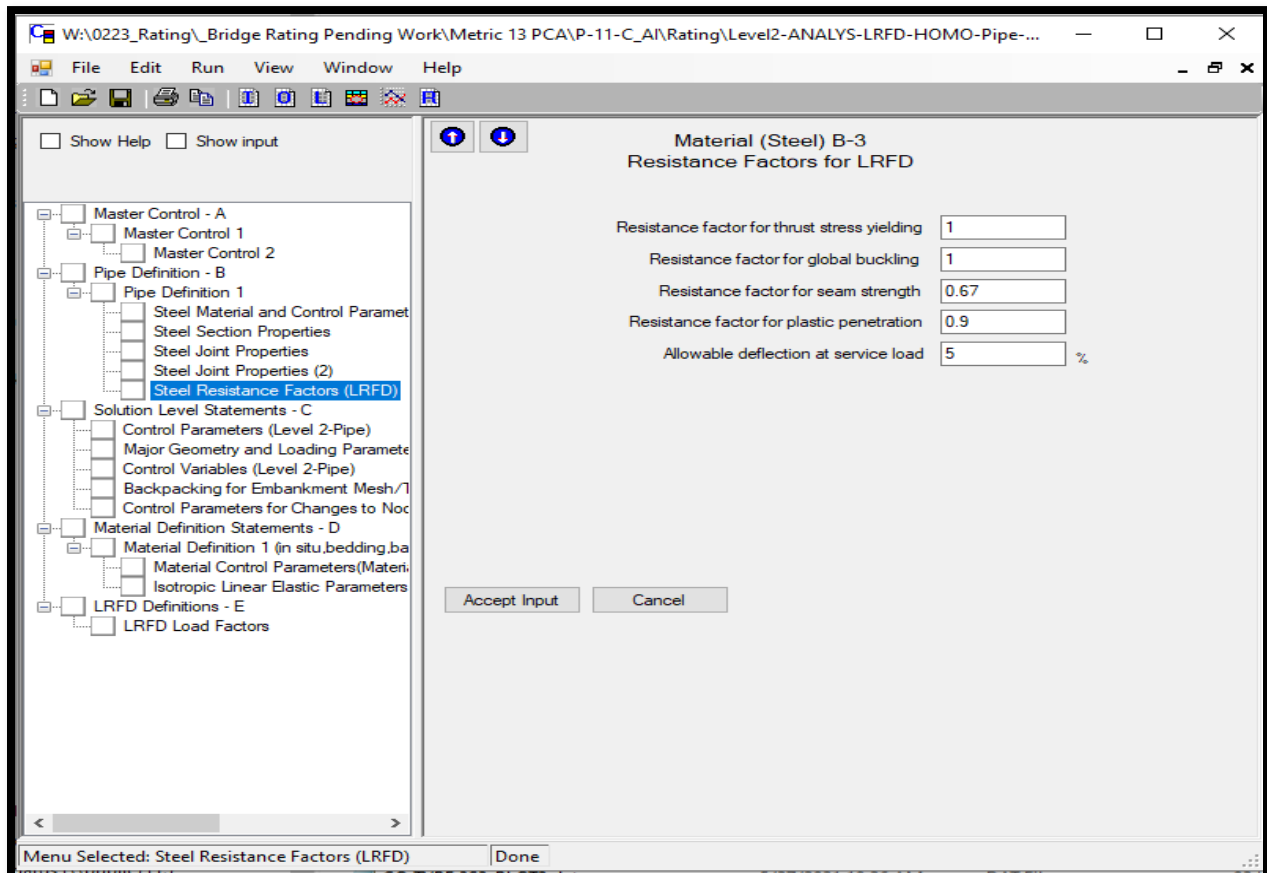 W:\0223_Rating\_Bridge Rating Pending Work\Metric 13 PCA\P-11-C_AI\Rating\Level2-ANALYS-LRFD-HOMO-Pipe-...
File Edit Run View Window Help
Show Help Show input
Master Control - A
Master Control 1
Master Control 2
Pipe Definition - B
Pipe Definition 1
Steel Material and Control Paramet
Steel Section Properties
Steel Joint Properties
Steel Joint Properties (2)
Steel Resistance Factors (LRFD)
Solution Level Statements - C
Control Parameters (Level 2-Pipe)
Major Geometry and Loading Paramete
Control Variables (Level 2-Pipe)
Backpacking for Embankment Mesh/T
Control Parameters for Changes to Noc
Material Definition Statements - D
Material Definition 1 (in situ,bedding,ba
Material Control Parameters(Materi
Isotropic Linear Elastic Parameters
LRFD Definitions - E
LRFD Load Factors
Material (Steel) B-3
Resistance Factors for LRFD
Resistance factor for thrust stress yielding 1
Resistance factor for global buckling 1
Resistance factor for seam strength 0.67
Resistance factor for plastic penetration 0.9
Allowable deflection at service load 5 %
Accept Input Cancel
Menu Selected: Steel Resistance Factors (LRFD) Done